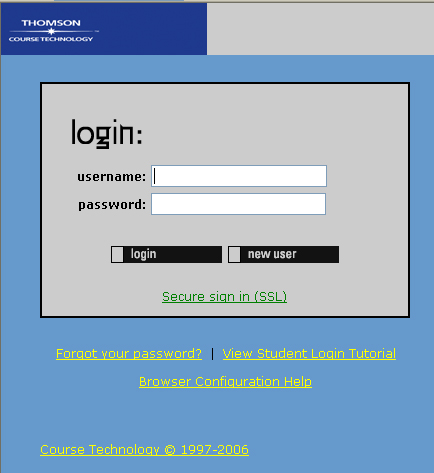 THOMSON
COURSE TECHNOLOGY
login:
username:
password:
login new user
Secure sign in (SSL)
Forgot your password? | View Student Login Tutorial
Browser Configuration Help
Course Technology © 1997-2006